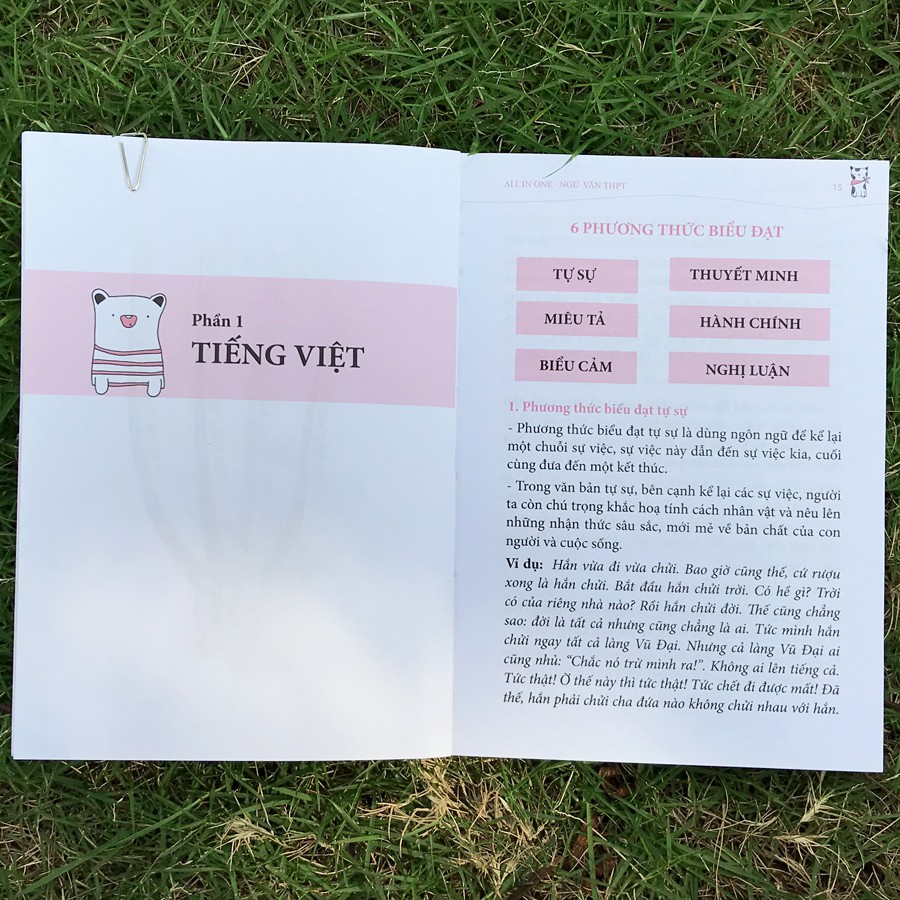 Phần 1
TIẾNG VIỆT
ALL IN ONE - NGỮ VĂN THPT
15
6 PHƯƠNG THỨC BIỂU ĐẠT
TỰ SỰ
THUYẾT MINH
MIÊU TẢ
HÀNH CHÍNH
BIỂU CẢM
NGHỊ LUẬN
1. Phương thức biểu đạt tự sự
- Phương thức biểu đạt tự sự là dùng ngôn ngữ để kể lại
một chuỗi sự việc, sự việc này dẫn đến sự việc kia, cuối
cùng đưa đến một kết thúc.
- Trong văn bản tự sự, bên cạnh kể lại các sự việc, người
ta còn chú trọng khắc hoạ tính cách nhân vật và nêu lên
những nhận thức sâu sắc, mới mẻ về bản chất của con
người và cuộc sống.
Ví dụ: Hắn vừa đi vừa chửi. Bao giờ cũng thế, cứ rượu
xong là hắn chửi. Bắt đầu hắn chửi trời. Có hề gì? Trời
có của riêng nhà nào? Rồi hắn chửi đời. Thế cũng chẳng
sao: đời là tất cả nhưng cũng chẳng là ai. Tức mình hắn
chửi ngay tất cả làng Vũ Đại. Nhưng cả làng Vũ Đại ai
cũng nhủ: “Chắc nó trừ mình ra!”. Không ai lên tiếng cả.
Tức thật! Ờ thế này thì tức thật! Tức chết đi được mất! Đã
thế, hắn phải chửi cha đứa nào không chửi nhau với hắn.